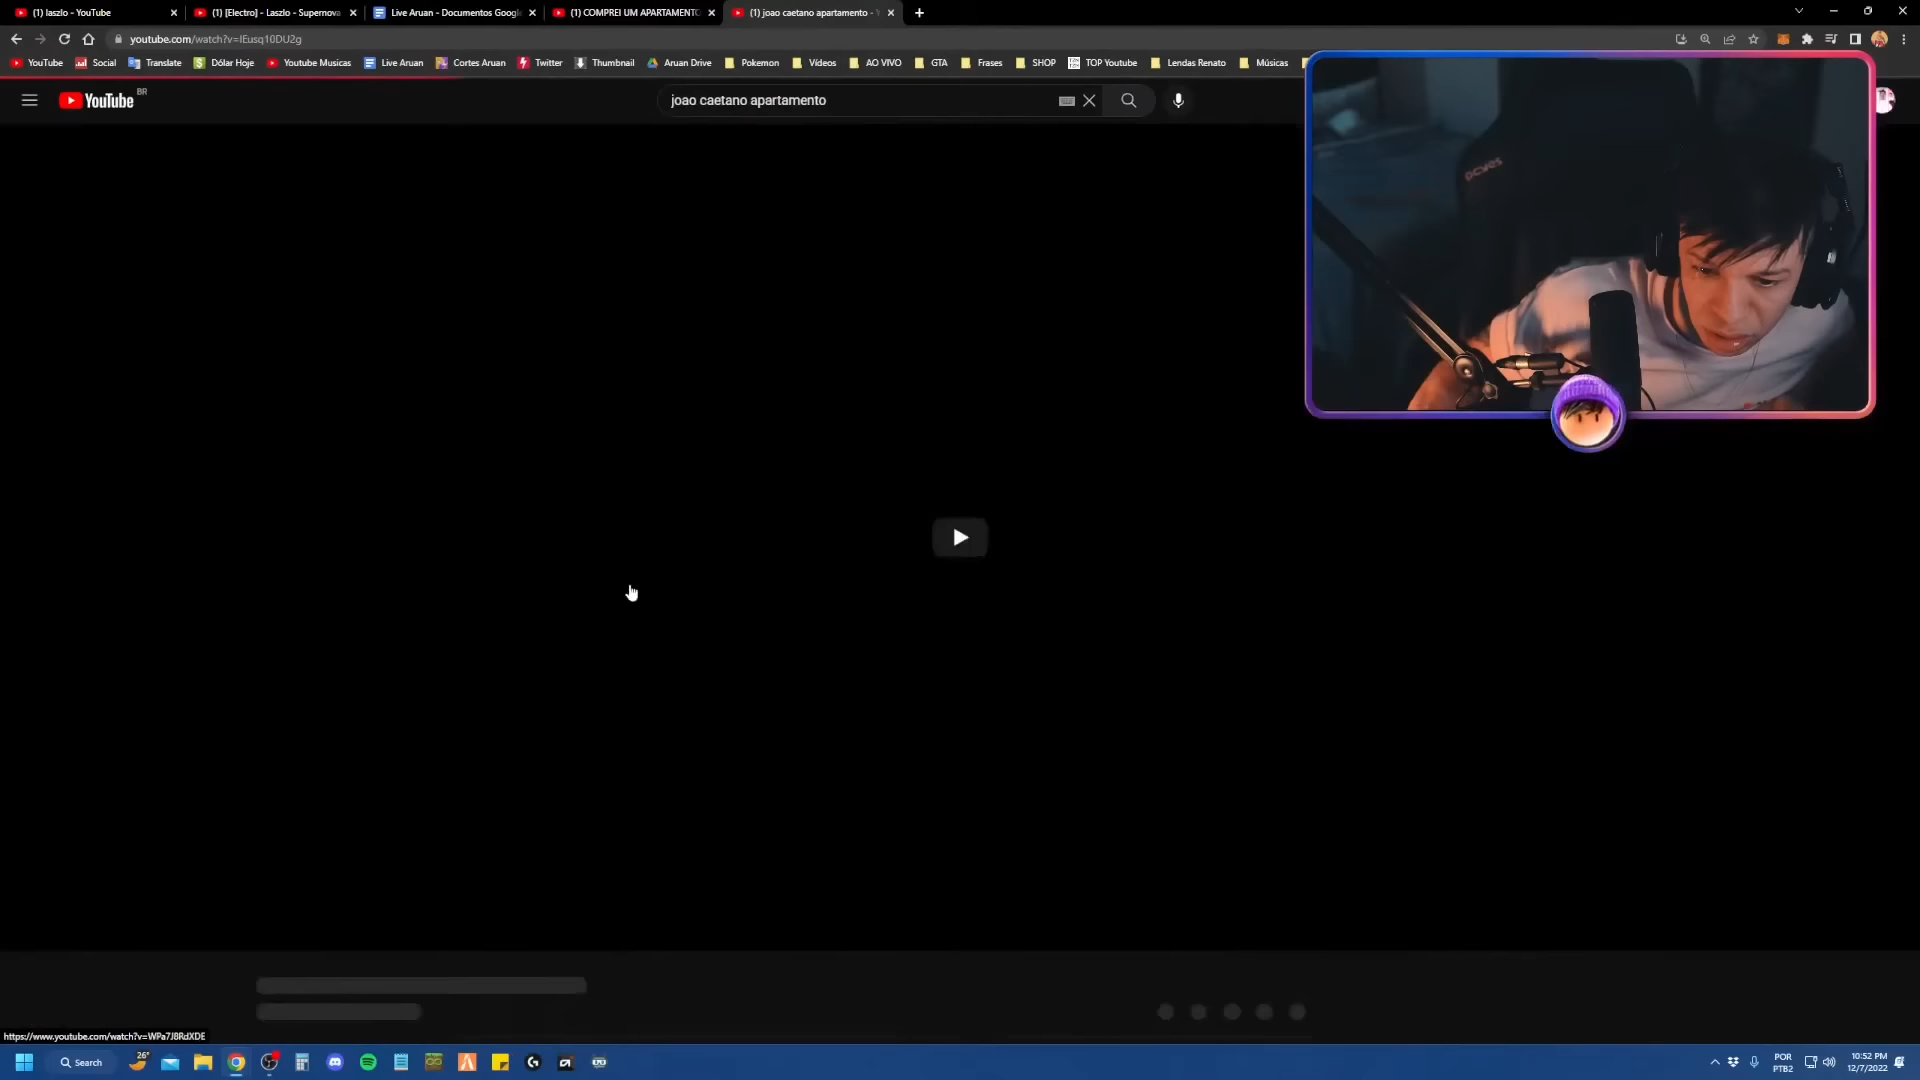 (1) laszlo - YouTube
(1) [Electro] - Laszlo - Supernova
Live Aruan - Documentos Googl
(1) COMPREI UM APARTAMENTO
(1) joao caetano apartamento -
youtube.com/watch?v=IEusq10DU2g
YouTube
Social
Translate
Dólar Hoje
Youtube Musicas
Live Aruan
Cortes Aruan
Twitter
Thumbnail
Aruan Drive
Pokemon
Vídeos
AO VIVO
GTA
Frases
SHOP
TOP Youtube
Lendas Renato
Músicas
YouTube BR
joao caetano apartamento
pcyes
https://www.youtube.com/watch?v=WPa7J8RdXDE
26°
Search
POR
PTB2
10:52 PM
12/7/2022